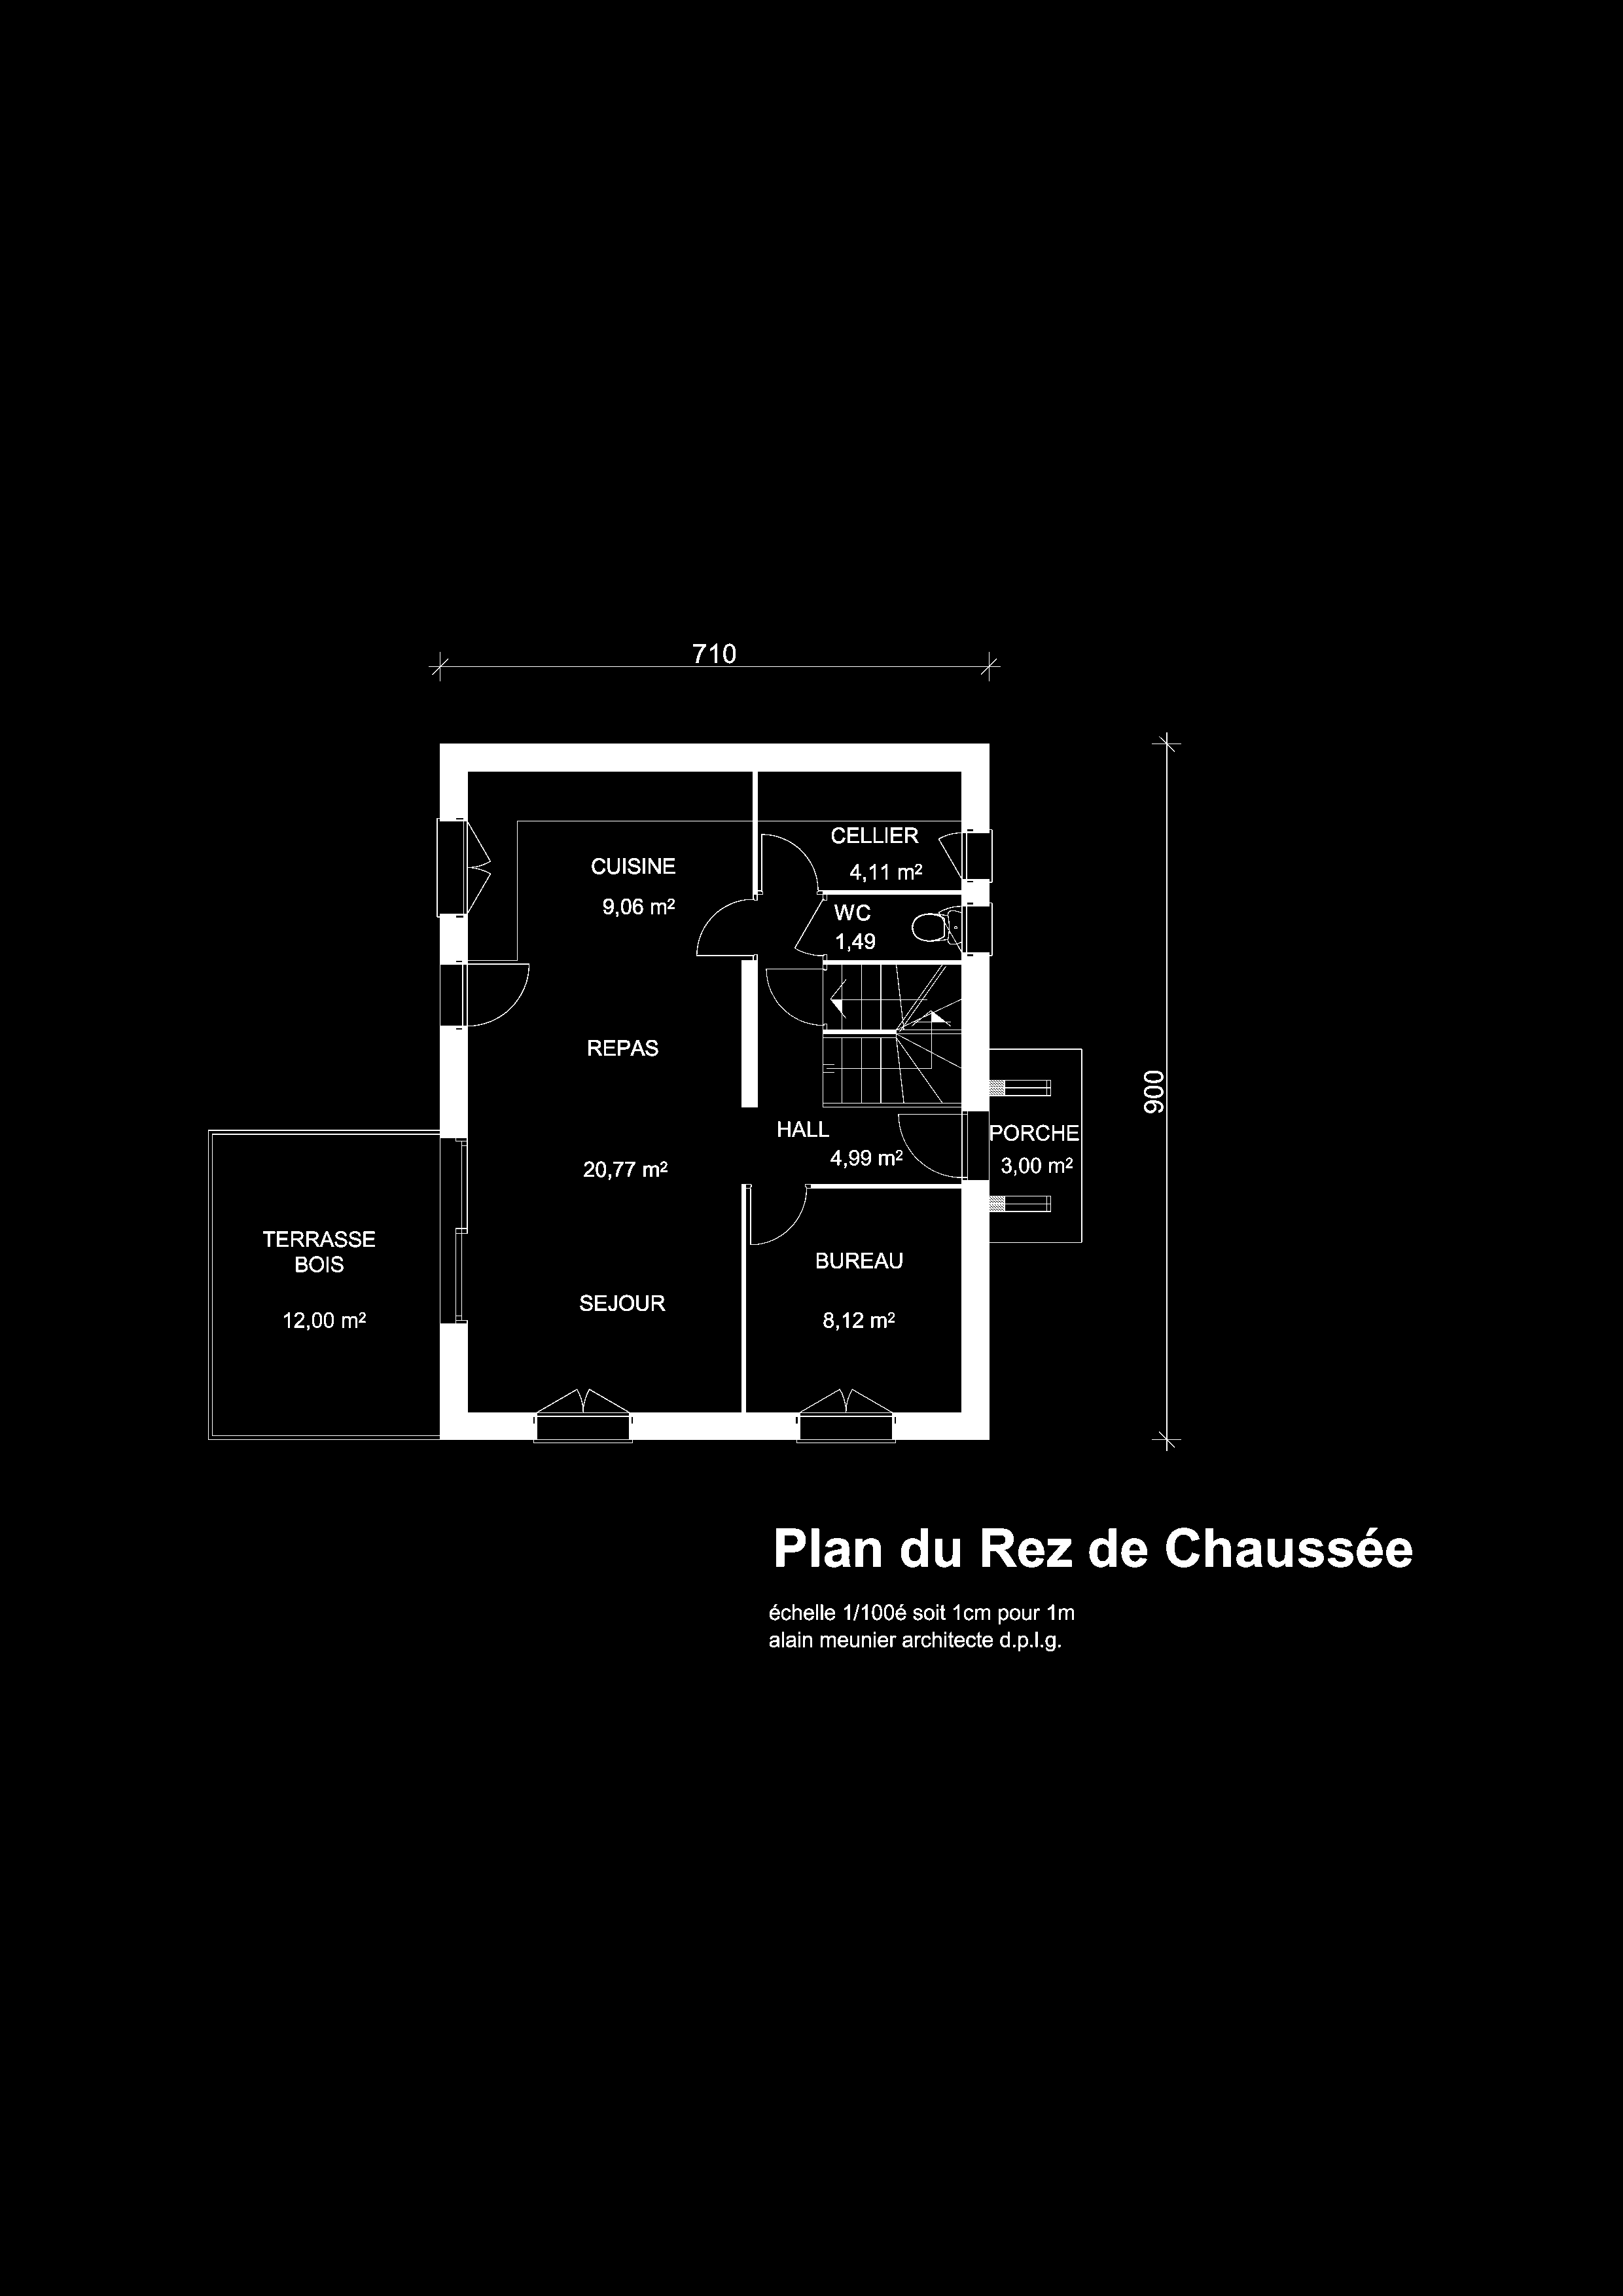 710
CELLIER
4,11 m²
CUISINE
9,06 m²
WC
1,49
REPAS
900
HALL
4,99 m²
PORCHE
3,00 m²
20,77 m²
TERRASSE
BOIS
12,00 m²
BUREAU
8,12 m²
SEJOUR
Plan du Rez de Chaussée
échelle 1/100é soit 1cm pour 1m
alain meunier architecte d.p.l.g.